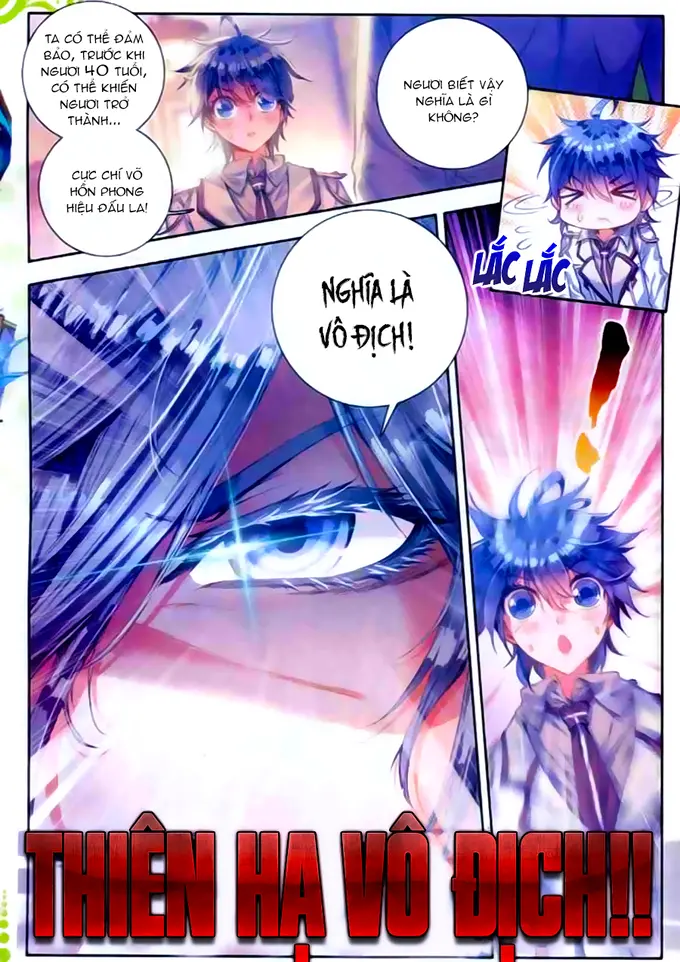 TA CÓ THỂ ĐẢM
BẢO, TRƯỚC KHI
NGƯƠI 40 TUỔI,
CÓ THỂ KHIẾN
NGƯƠI TRỞ
THÀNH...
CỰC CHÍ VÕ
HỒN PHONG
HIỆU ĐẤU LA!
NGƯƠI BIẾT VẬY
NGHĨA LÀ GÌ
KHÔNG?
LẮC LẮC
NGHĨA LÀ
VÔ ĐỊCH!
!
THIÊN HẠ VÔ ĐỊCH!!